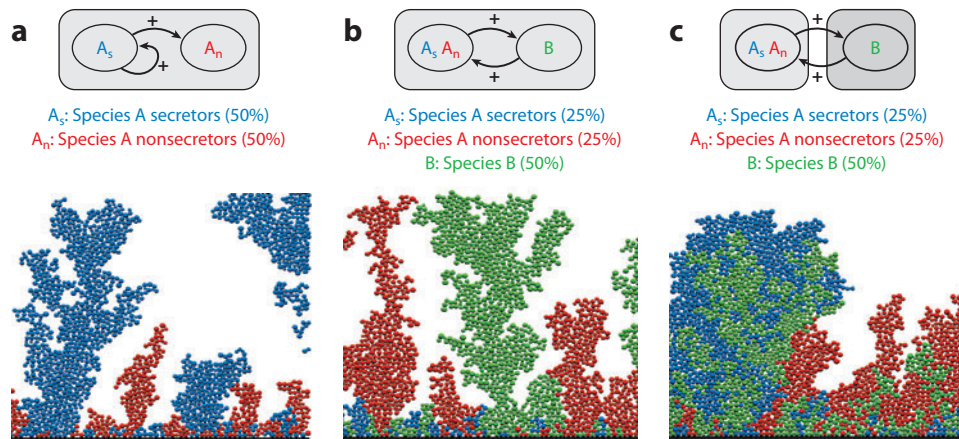 a
+
As
An
+
As: Species A secretors (50%)
An: Species A nonsecretors (50%)
b
+
As An
B
+
As: Species A secretors (25%)
An: Species A nonsecretors (25%)
B: Species B (50%)
c
+
As An
B
+
As: Species A secretors (25%)
An: Species A nonsecretors (25%)
B: Species B (50%)